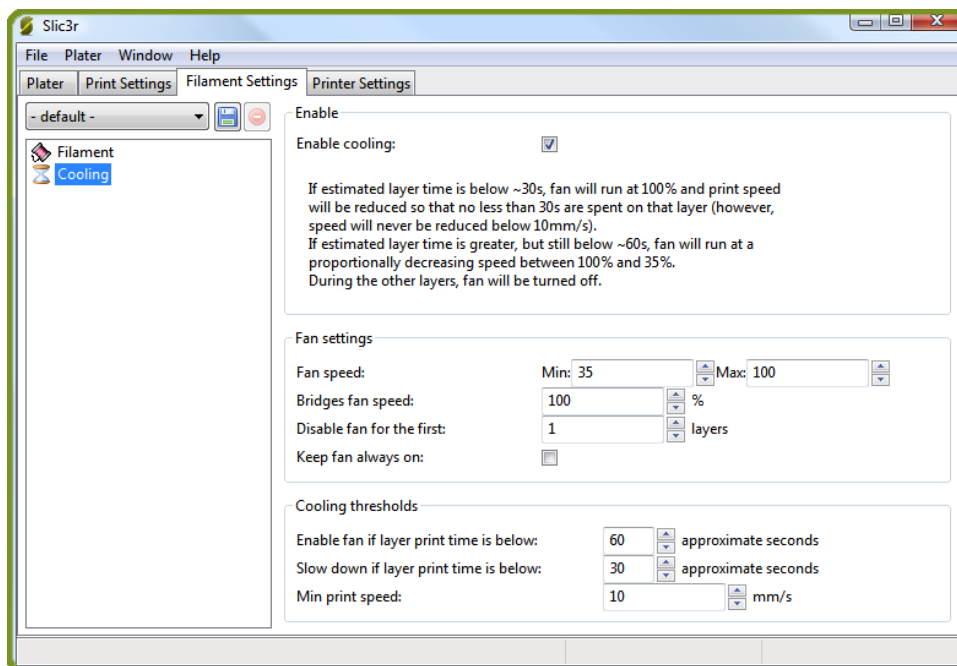 Slic3r
File Plater Window Help
Plater Print Settings Filament Settings Printer Settings
- default -
Filament
Cooling
Enable
Enable cooling:
If estimated layer time is below ~30s, fan will run at 100% and print speed
will be reduced so that no less than 30s are spent on that layer (however,
speed will never be reduced below 10mm/s).
If estimated layer time is greater, but still below ~60s, fan will run at a
proportionally decreasing speed between 100% and 35%.
During the other layers, fan will be turned off.
Fan settings
Fan speed: Min: 35 Max: 100
Bridges fan speed: 100 %
Disable fan for the first: 1 layers
Keep fan always on:
Cooling thresholds
Enable fan if layer print time is below: 60 approximate seconds
Slow down if layer print time is below: 30 approximate seconds
Min print speed: 10 mm/s